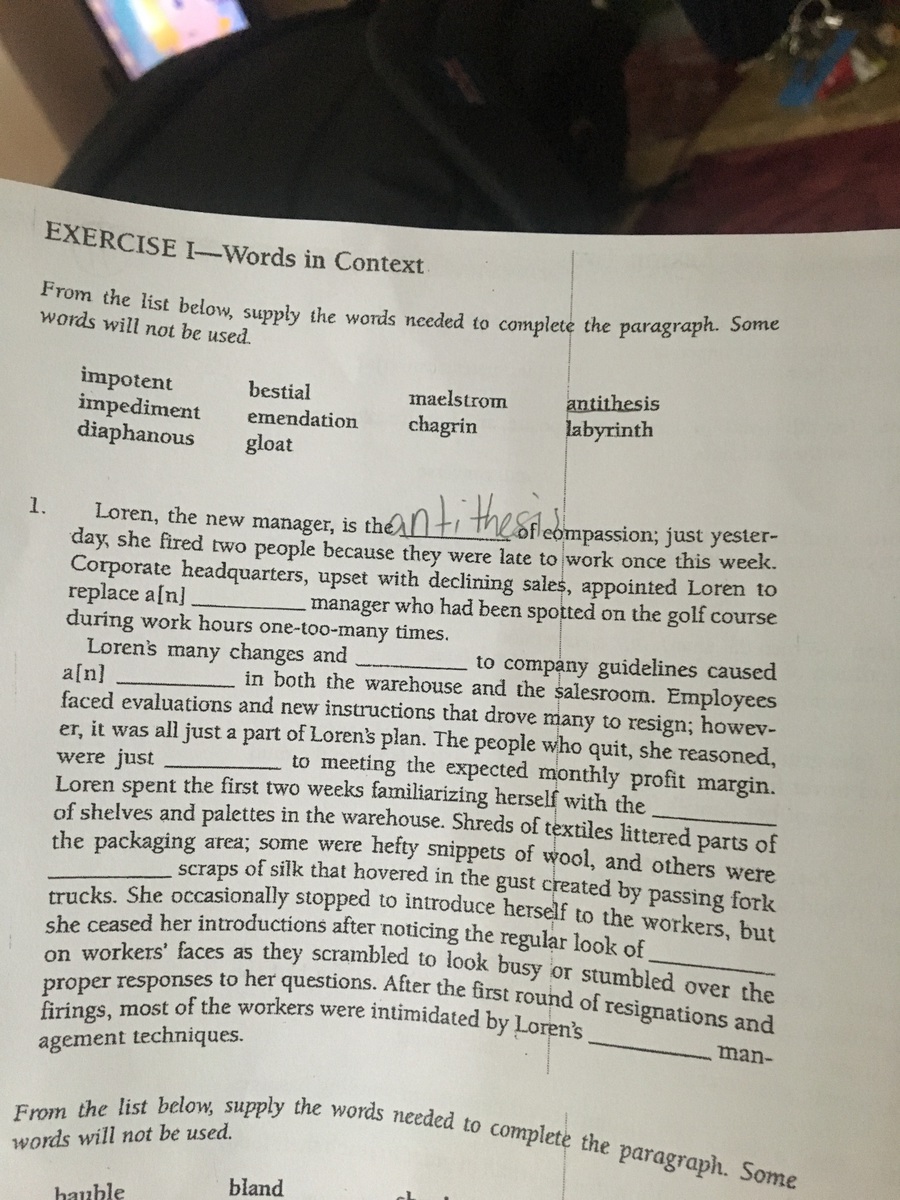 EXERCISE I—Words in Context
From the list below, supply the words needed to complete the paragraph. Some
words will not be used.
impotent bestial maelstrom antithesis
impediment emendation chagrin labyrinth
diaphanous gloat
1. Loren, the new manager, is the antithesis of compassion; just yester-
day, she fired two people because they were late to work once this week.
Corporate headquarters, upset with declining sales, appointed Loren to
replace a[n] __________ manager who had been spotted on the golf course
during work hours one-too-many times.
Loren's many changes and __________ to company guidelines caused
a[n] __________ in both the warehouse and the salesroom. Employees
faced evaluations and new instructions that drove many to resign; howev-
er, it was all just a part of Loren's plan. The people who quit, she reasoned,
were just __________ to meeting the expected monthly profit margin.
Loren spent the first two weeks familiarizing herself with the __________
of shelves and palettes in the warehouse. Shreds of textiles littered parts of
the packaging area; some were hefty snippets of wool, and others were
__________ scraps of silk that hovered in the gust created by passing fork
trucks. She occasionally stopped to introduce herself to the workers, but
she ceased her introductions after noticing the regular look of __________
on workers' faces as they scrambled to look busy or stumbled over the
proper responses to her questions. After the first round of resignations and
firings, most of the workers were intimidated by Loren's __________ man-
agement techniques.
From the list below, supply the words needed to complete the paragraph. Some
words will not be used.
bauble bland